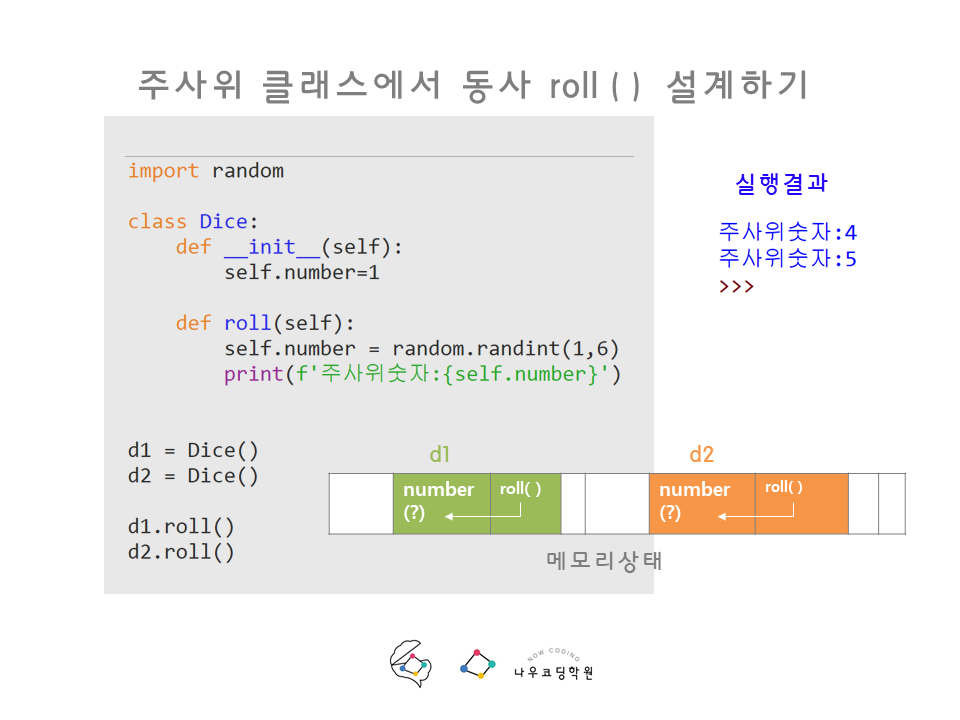 주사위 클래스에서 동사 roll ( ) 설계하기
import random
class Dice:
    def __init__(self):
        self.number=1
    def roll(self):
        self.number = random.randint(1,6)
        print(f'주사위숫자:{self.number}')
d1 = Dice()
d2 = Dice()
d1.roll()
d2.roll()
실행결과
주사위숫자:4
주사위숫자:5
>>>
d1
d2
number
(?)
roll( )
number
(?)
roll( )
메모리상태
NOW CODING
나우코딩학원